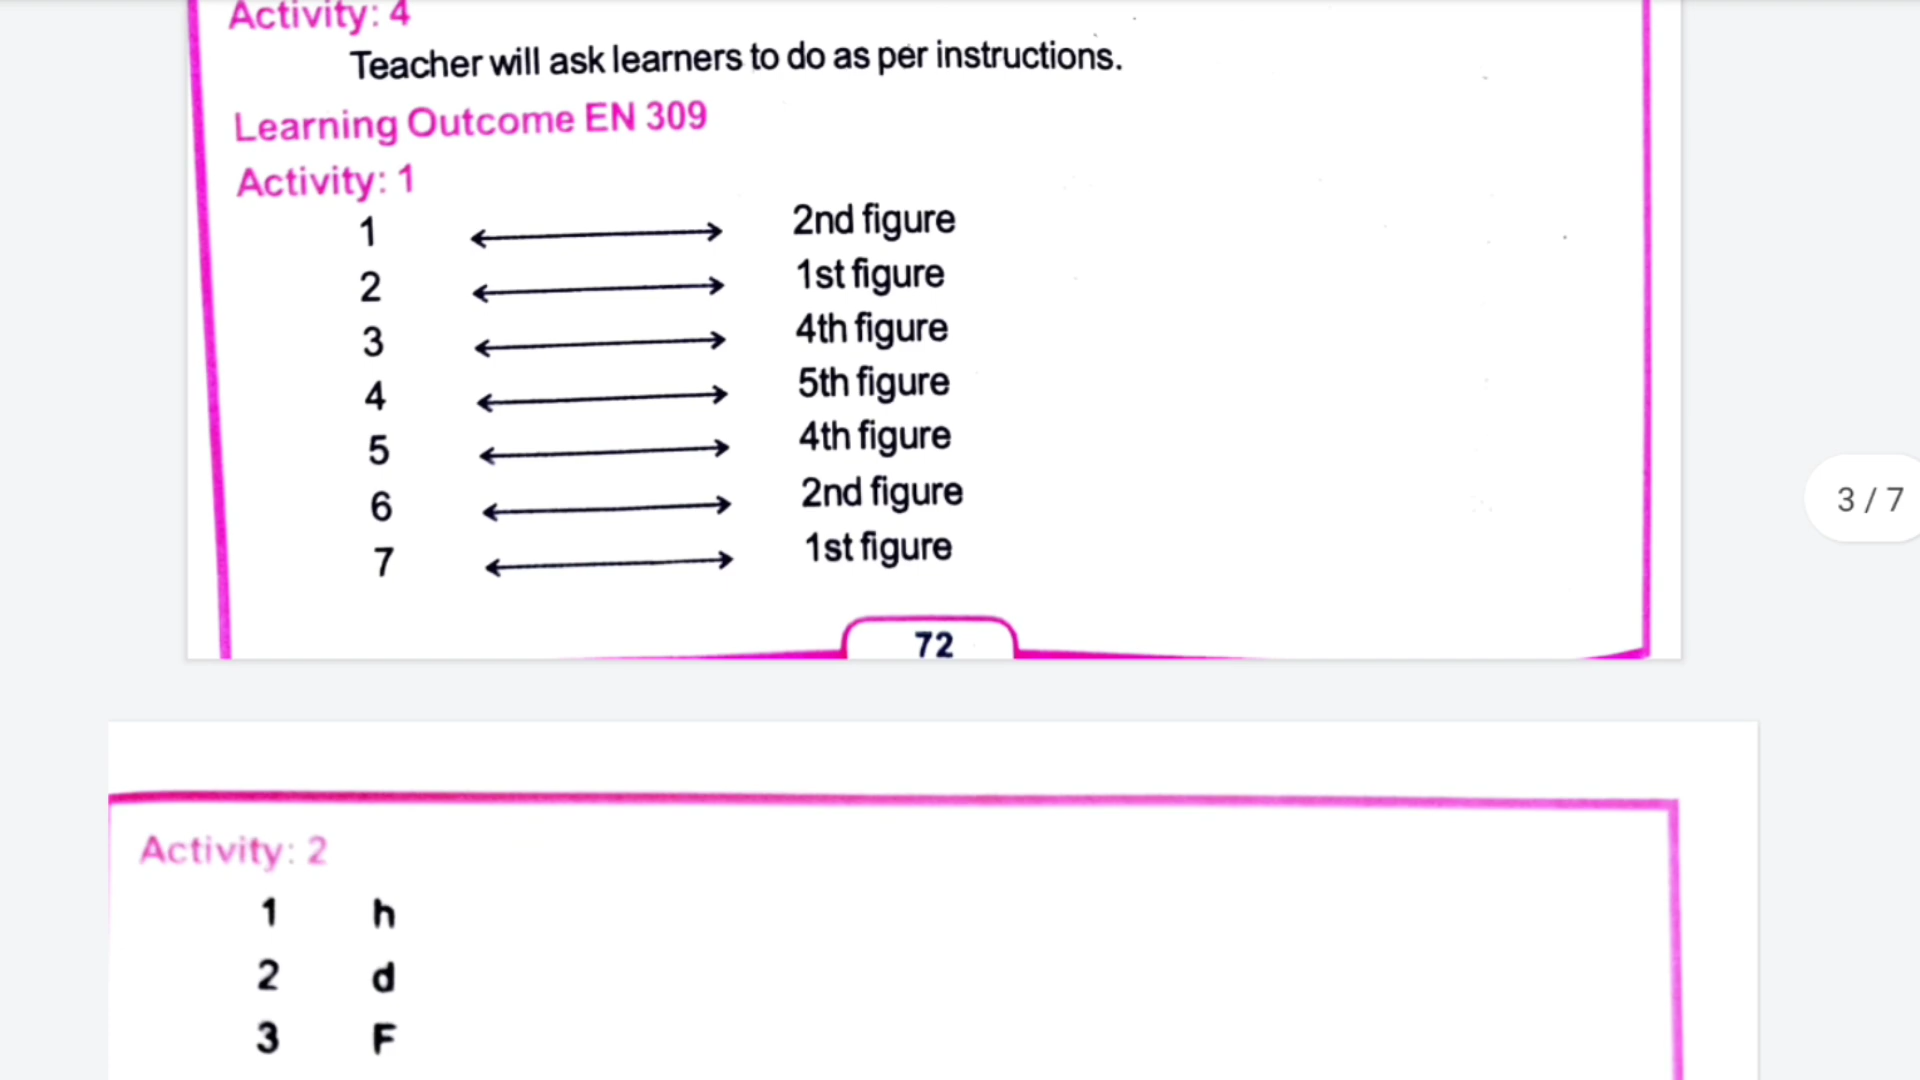 Activity: 4
Teacher will ask learners to do as per instructions.
Learning Outcome EN 309
Activity: 1
1 2nd figure
2 1st figure
3 4th figure
4 5th figure
5 4th figure
6 2nd figure
7 1st figure
72
3 / 7
Activity: 2
1 h
2 d
3 F